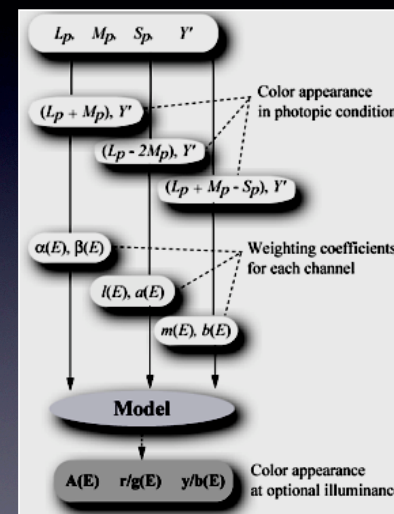 Lp, Mp, Sp, Y'
Color appearance
in photopic condition
(Lp + Mp), Y'
(Lp - 2Mp), Y'
(Lp + Mp - Sp), Y'
Weighting coefficients
for each channel
α(E), β(E)
l(E), a(E)
m(E), b(E)
Model
A(E) r/g(E) y/b(E)
Color appearance
at optional illuminance